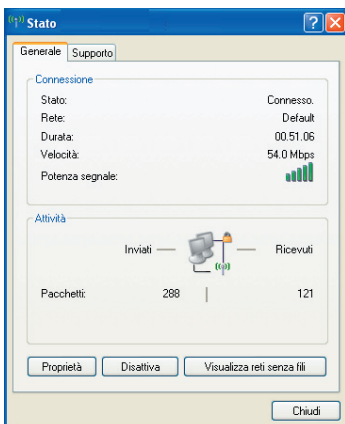 Stato
Generale Supporto
Connessione
Stato: Connesso.
Rete: Default
Durata: 00.51.06
Velocità: 54.0 Mbps
Potenza segnale:
Attività
Inviati Ricevuti
Pacchetti: 288 121
Proprietà Disattiva Visualizza reti senza fili
Chiudi